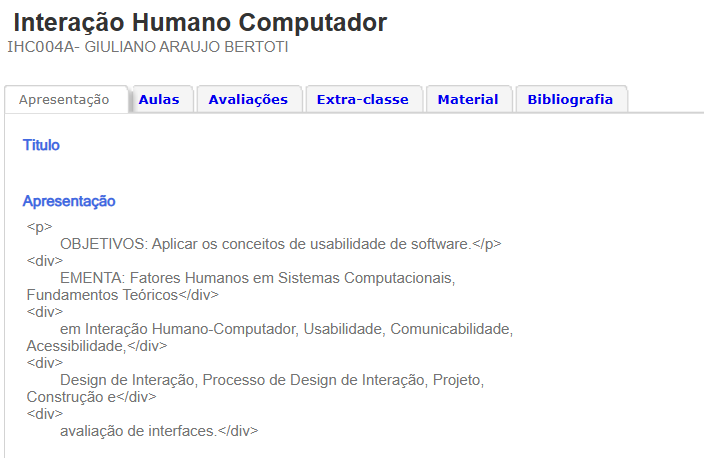 Interação Humano Computador
IHC004A- GIULIANO ARAUJO BERTOTI
Apresentação Aulas Avaliações Extra-classe Material Bibliografia
Titulo
Apresentação
<p>
OBJETIVOS: Aplicar os conceitos de usabilidade de software.</p>
<div>
EMENTA: Fatores Humanos em Sistemas Computacionais,
Fundamentos Teóricos</div>
<div>
em Interação Humano-Computador, Usabilidade, Comunicabilidade,
Acessibilidade,</div>
<div>
Design de Interação, Processo de Design de Interação, Projeto,
Construção e</div>
<div>
avaliação de interfaces.</div>